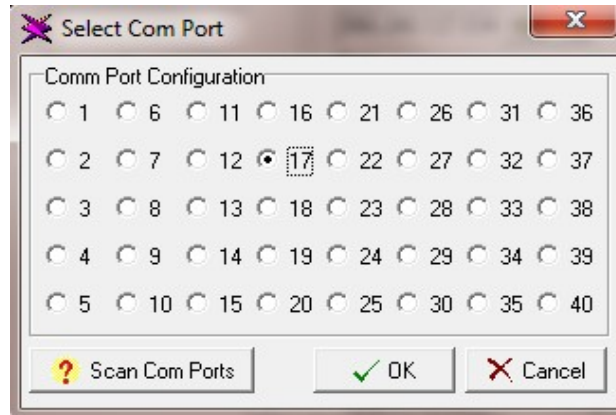 Select Com Port
Comm Port Configuration
1 6 11 16 21 26 31 36
2 7 12 17 22 27 32 37
3 8 13 18 23 28 33 38
4 9 14 19 24 29 34 39
5 10 15 20 25 30 35 40
? Scan Com Ports OK Cancel